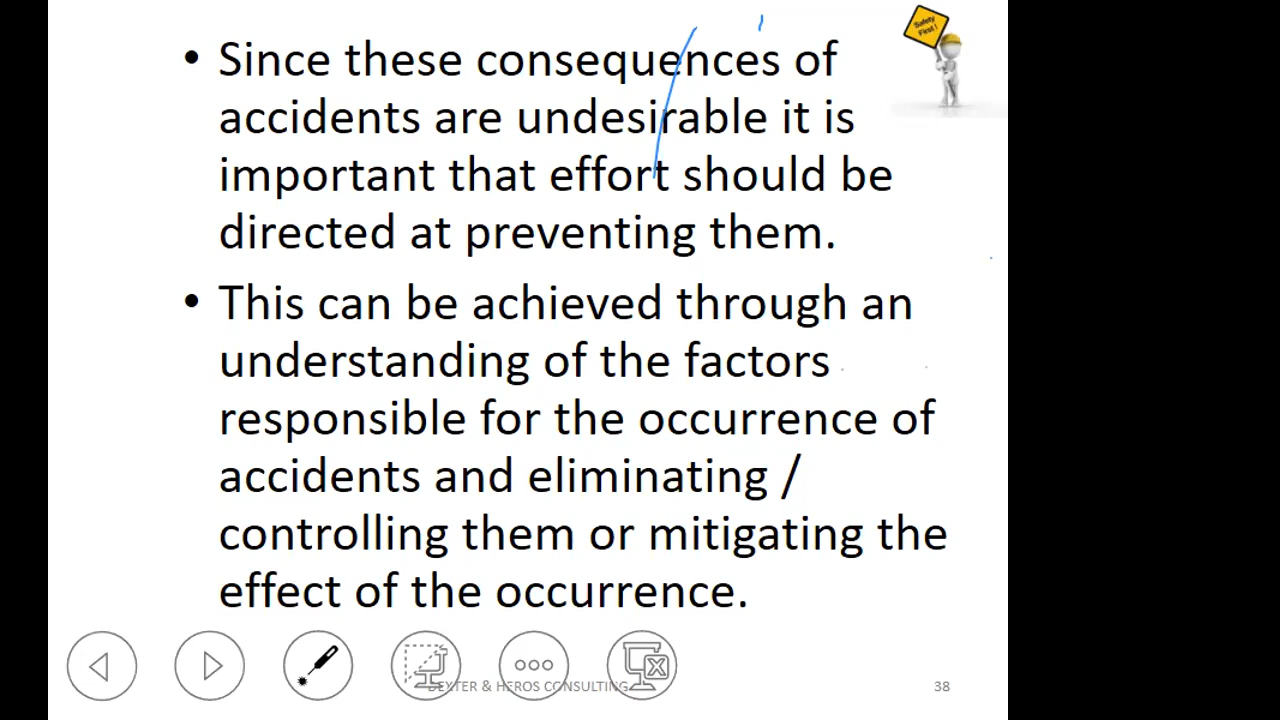 Safety
First!
• Since these consequences of
accidents are undesirable it is
important that effort should be
directed at preventing them.
• This can be achieved through an
understanding of the factors
responsible for the occurrence of
accidents and eliminating /
controlling them or mitigating the
effect of the occurrence.
DEXTER & HEROS CONSULTING
38